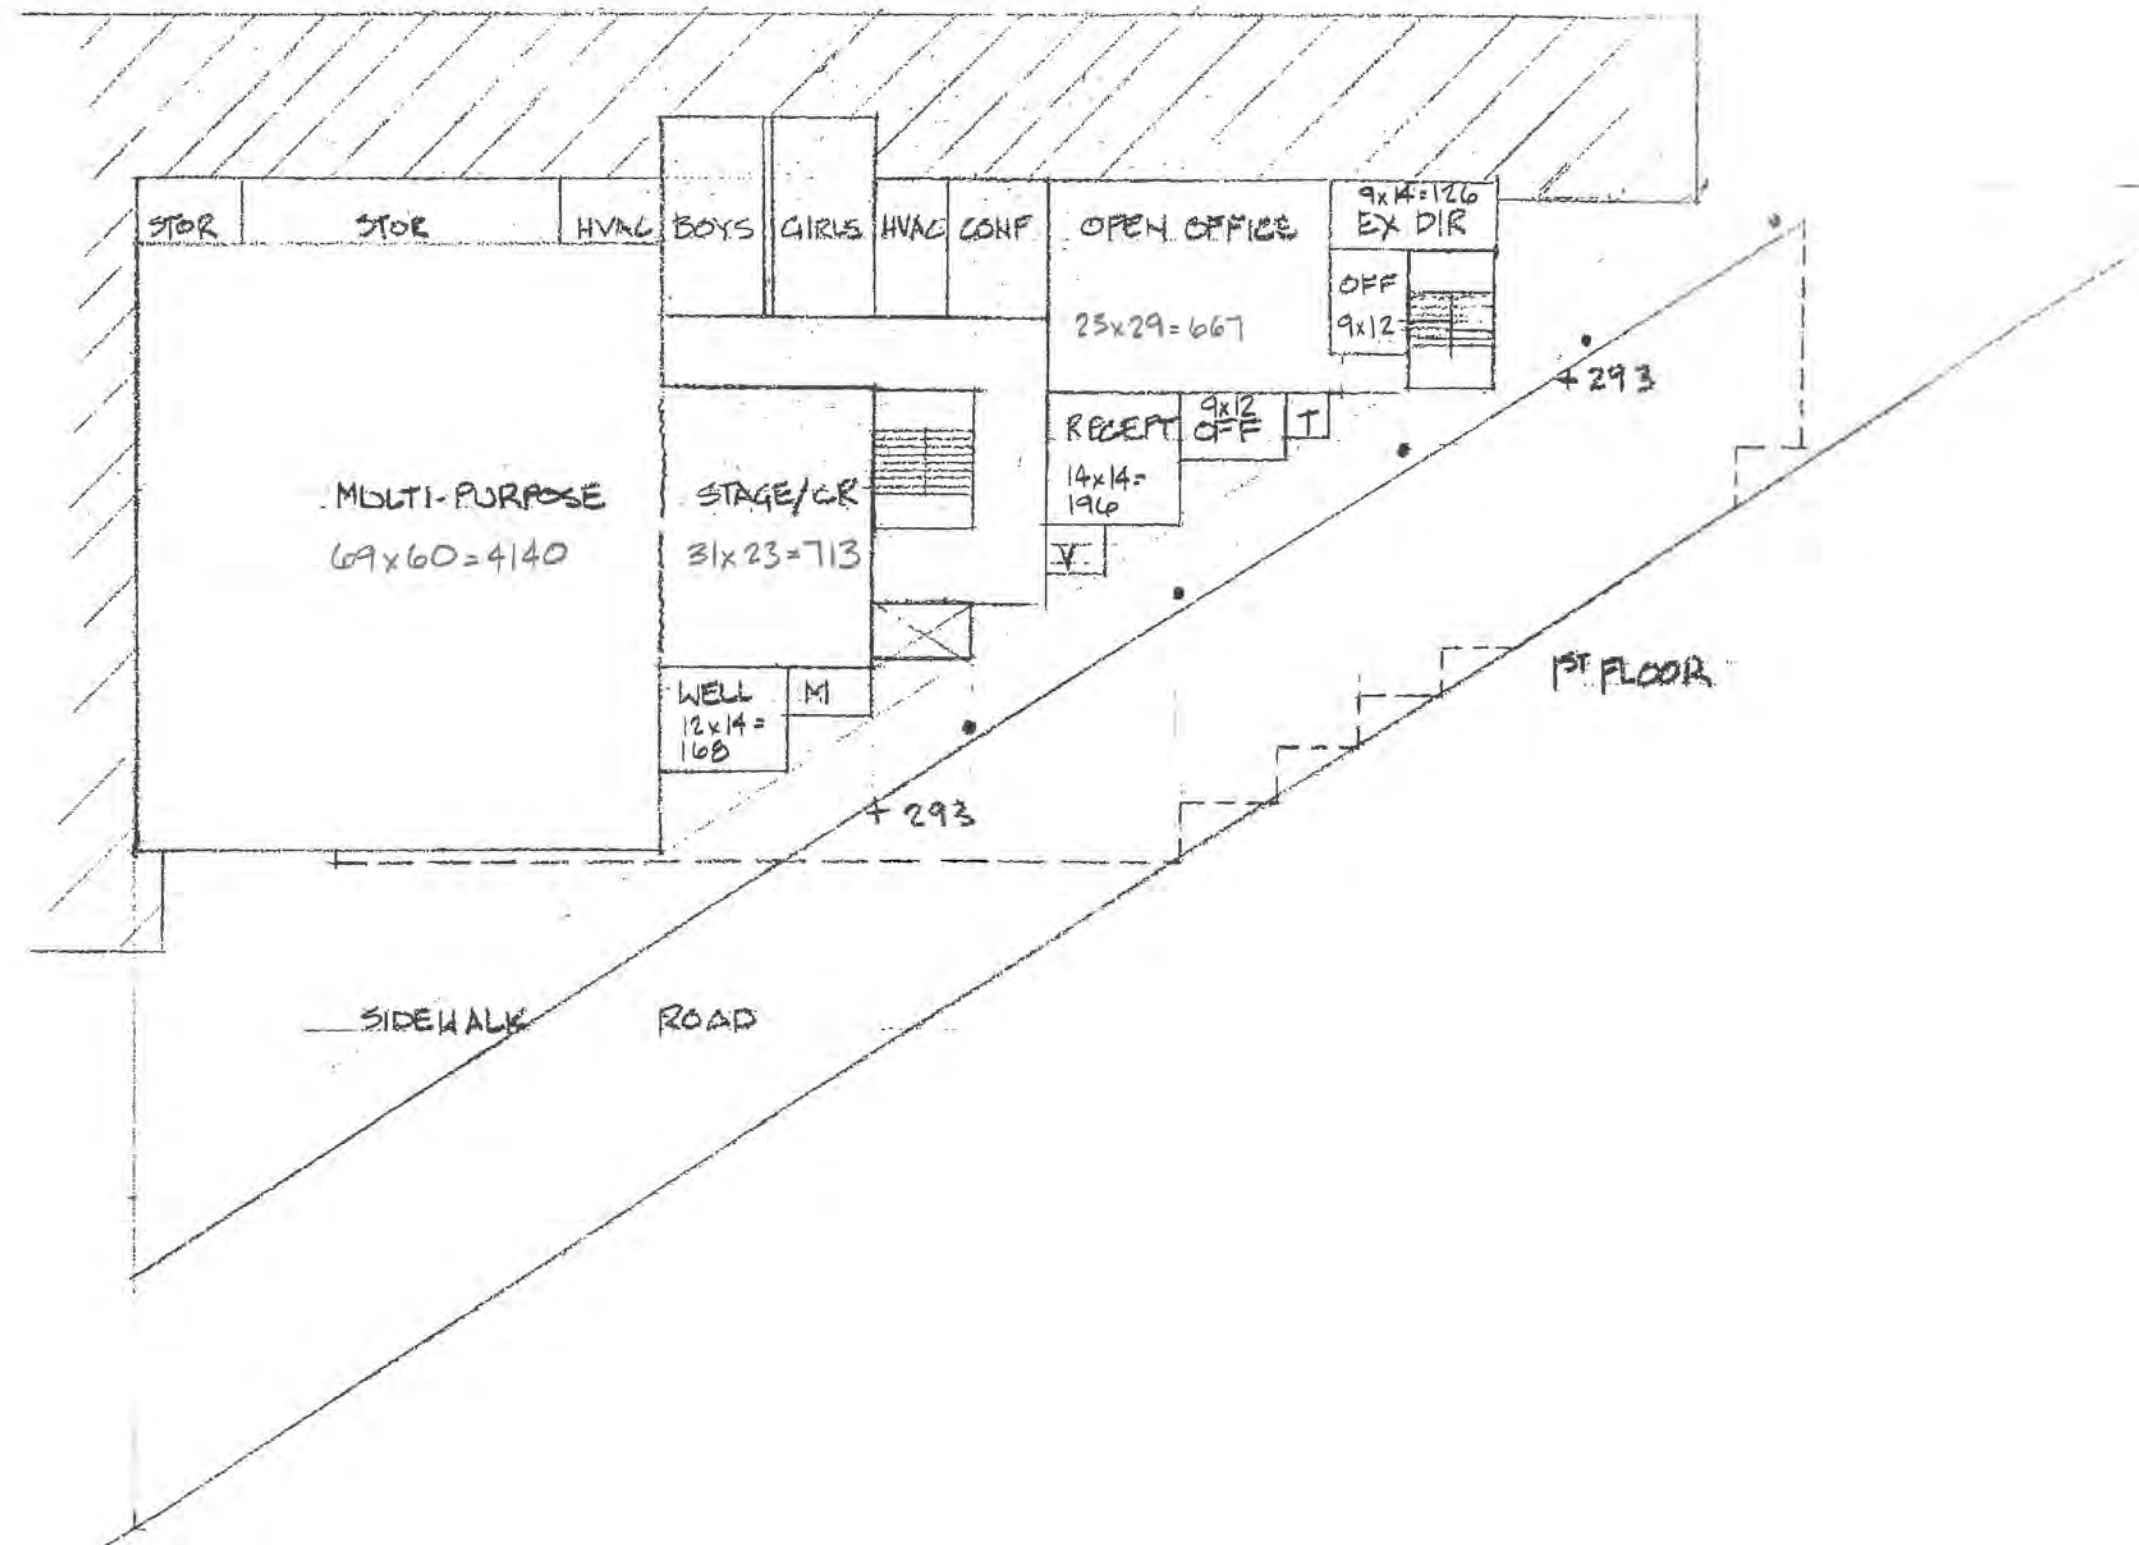 9x14=126
STOR STOR HVAC BOYS GIRLS HVAC CONF OPEN OFFICE EX DIR
OFF
23x29=667 9x12
+293
9x12
RECEPT OFF T
14x14=
196
MULTI-PURPOSE STAGE/CR
69x60=4140 31x23=713
V
1ST FLOOR
WELL M
12x14=
168
+293
SIDEWALK ROAD